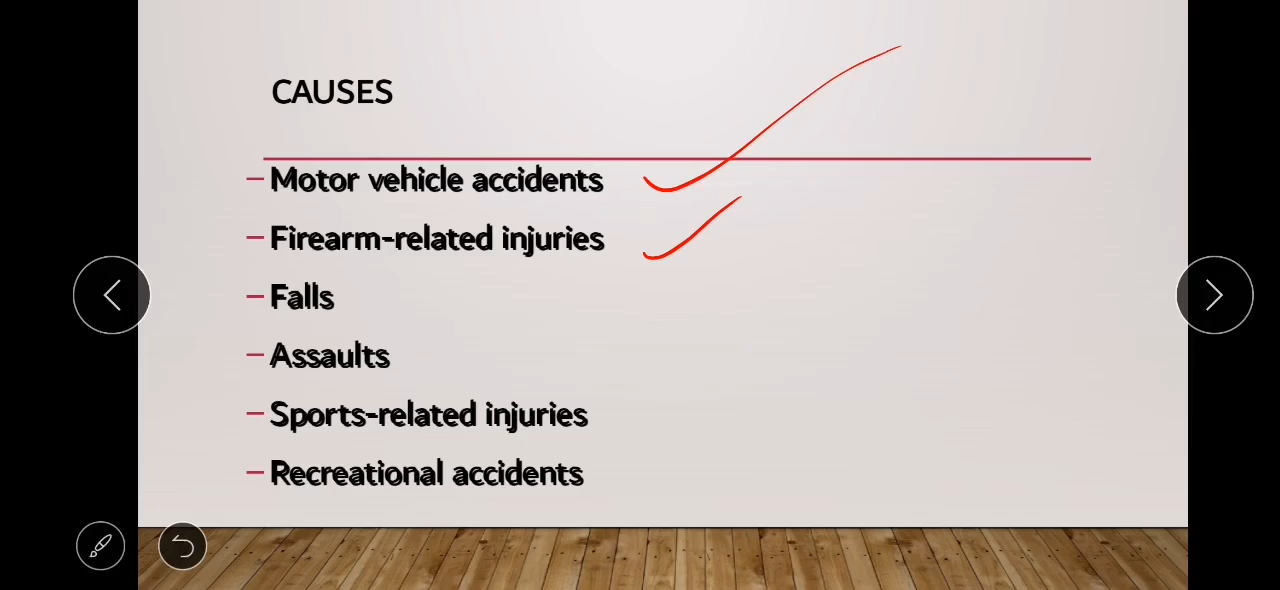 CAUSES
– Motor vehicle accidents
– Firearm-related injuries
– Falls
– Assaults
– Sports-related injuries
– Recreational accidents